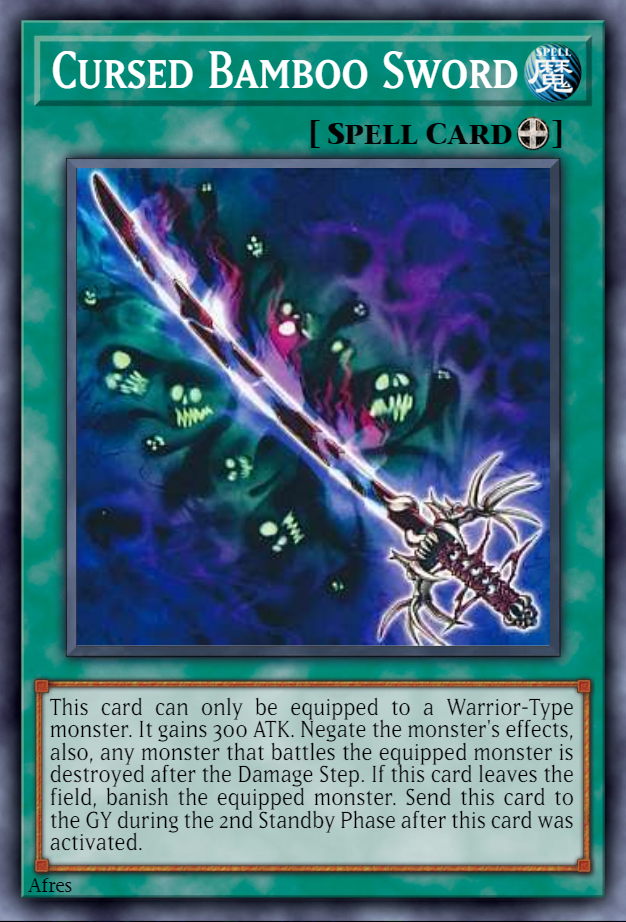 Cursed Bamboo Sword
SPELL
魔
[ Spell Card ]
This card can only be equipped to a Warrior-Type
monster. It gains 300 ATK. Negate the monster's effects,
also, any monster that battles the equipped monster is
destroyed after the Damage Step. If this card leaves the
field, banish the equipped monster. Send this card to
the GY during the 2nd Standby Phase after this card was
activated.
Afres